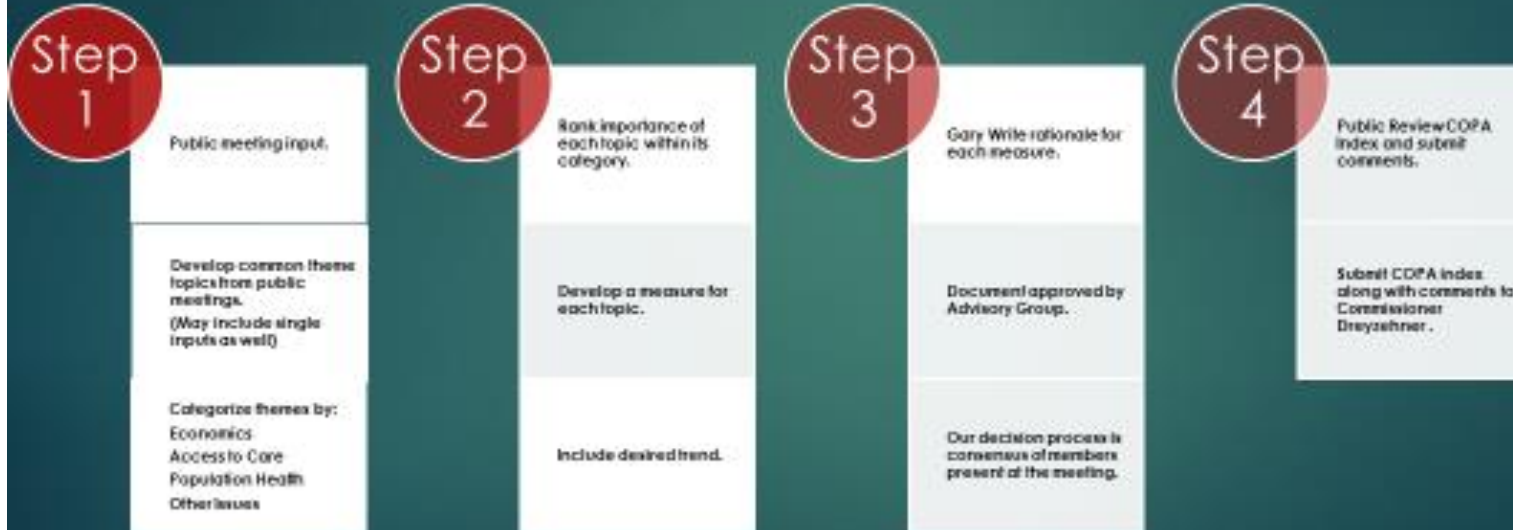 Step
1
Public meeting input.
Develop common theme
topics from public
meetings.
(May include single
inputs as well)
Categorize themes by:
Economics
Access to Care
Population Health
Other Issues
Step
2
Rank importance of
each topic within its
category.
Develop a measure for
each topic.
Include desired trend.
Step
3
Gary Write rationale for
each measure.
Document approved by
Advisory Group.
Our decision process is
consensus of members
present at the meeting.
Step
4
Public Review COPA
Index and submit
comments.
Submit COPA index
along with comments to
Commissioner
Dreyzehner.